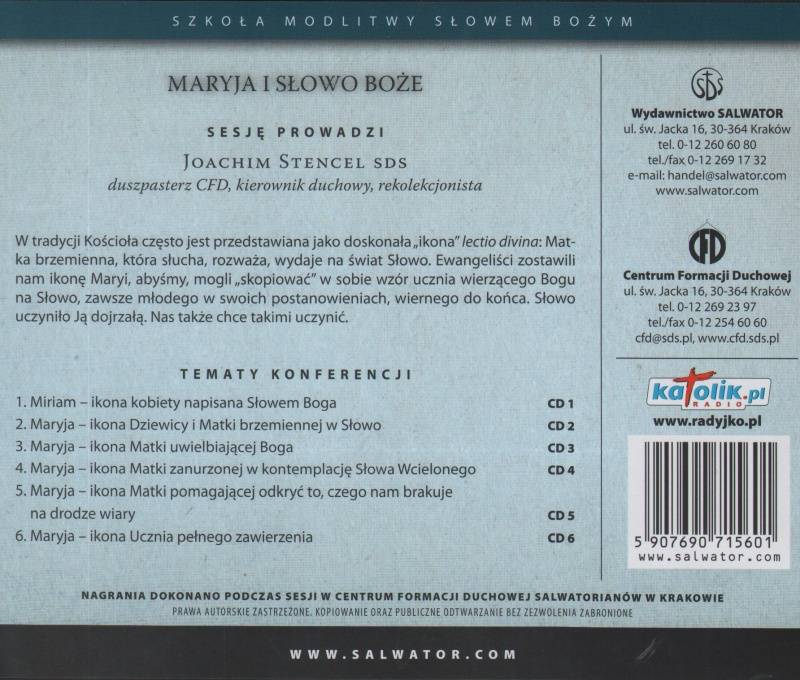 SZKOŁA MODLITWY SŁOWEM BOŻYM
MARYJA I SŁOWO BOŻE
SESJĘ PROWADZI
JOACHIM STENCEL SDS
duszpasterz CFD, kierownik duchowy, rekolekcjonista
W tradycji Kościoła często jest przedstawiana jako doskonała „ikona” lectio divina: Mat-
ka brzemienna, która słucha, rozważa, wydaje na świat Słowo. Ewangeliści zostawili
nam ikonę Maryi, abyśmy, mogli „skopiować” w sobie wzór ucznia wierzącego Bogu
na Słowo, zawsze młodego w swoich postanowieniach, wiernego do końca. Słowo
uczyniło Ją dojrzałą. Nas także chce takimi uczynić.
TEMATY KONFERENCJI
1. Miriam – ikona kobiety napisana Słowem Boga CD 1
2. Maryja – ikona Dziewicy i Matki brzemiennej w Słowo CD 2
3. Maryja – ikona Matki uwielbiającej Boga CD 3
4. Maryja – ikona Matki zanurzonej w kontemplację Słowa Wcielonego CD 4
5. Maryja – ikona Matki pomagającej odkryć to, czego nam brakuje
na drodze wiary CD 5
6. Maryja – ikona Ucznia pełnego zawierzenia CD 6
SDS
Wydawnictwo SALWATOR
ul. św. Jacka 16, 30-364 Kraków
tel. 0-12 260 60 80
tel./fax 0-12 269 17 32
e-mail: handel@salwator.com
www.salwator.com
CFD
Centrum Formacji Duchowej
ul. św. Jacka 16, 30-364 Kraków
tel. 0-12 269 23 97
tel./fax 0-12 254 60 60
cfd@sds.pl, www.cfd.sds.pl
katolik.pl
RADIO
www.radyjko.pl
5 907690 715601
www.salwator.com
NAGRANIA DOKONANO PODCZAS SESJI W CENTRUM FORMACJI DUCHOWEJ SALWATORIANÓW W KRAKOWIE
PRAWA AUTORSKIE ZASTRZEŻONE. KOPIOWANIE ORAZ PUBLICZNE ODTWARZANIE BEZ ZEZWOLENIA ZABRONIONE
WWW.SALWATOR.COM